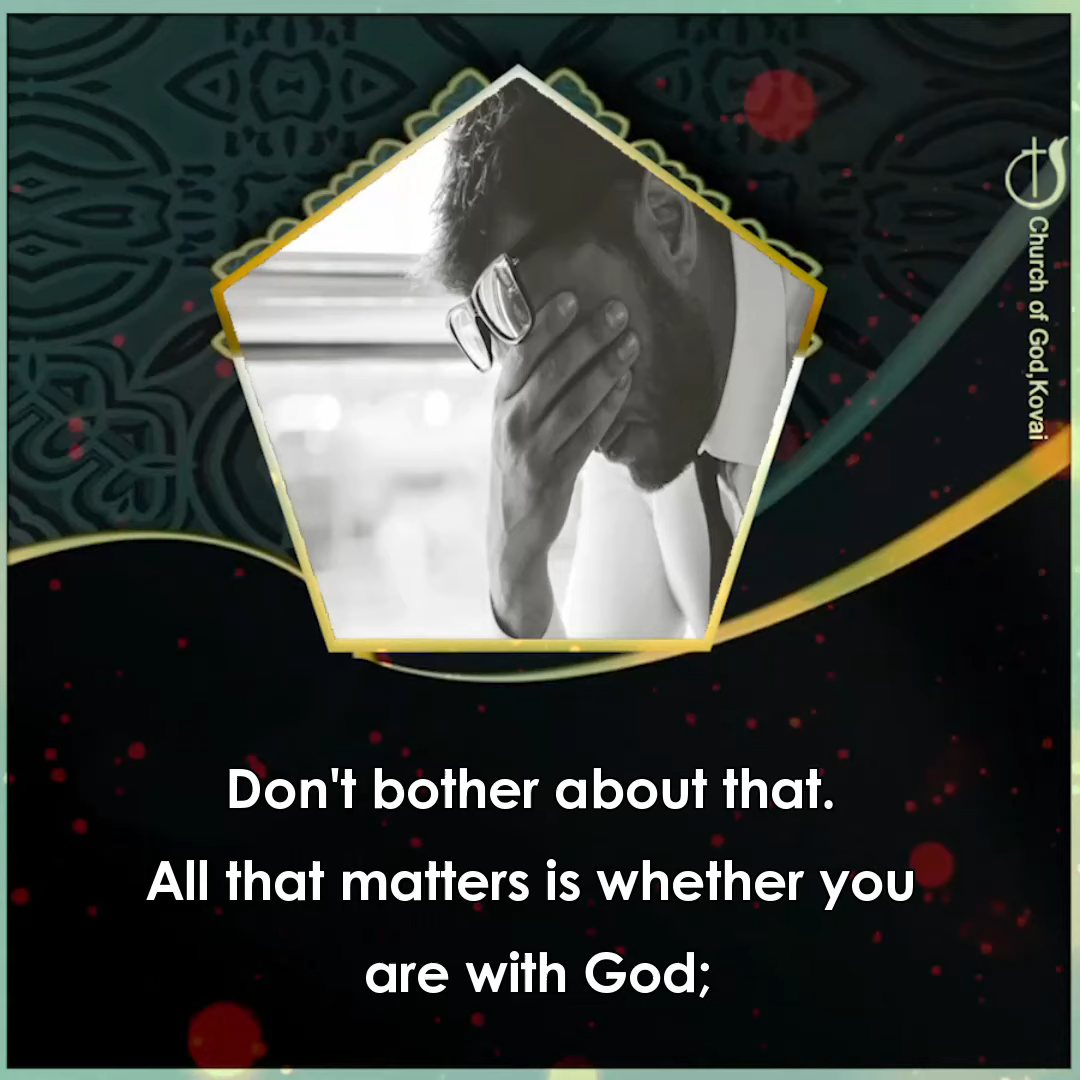 Church of God,Kovai
Don't bother about that.
All that matters is whether you
are with God;